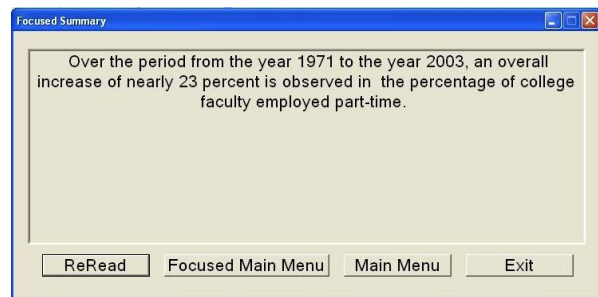 Focused Summary
Over the period from the year 1971 to the year 2003, an overall
increase of nearly 23 percent is observed in the percentage of college
faculty employed part-time.
ReRead Focused Main Menu Main Menu Exit